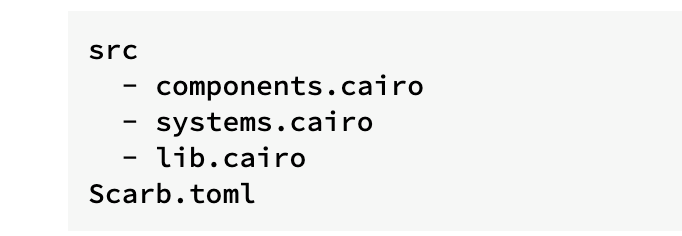 src
  - components.cairo
  - systems.cairo
  - lib.cairo
Scarb.toml